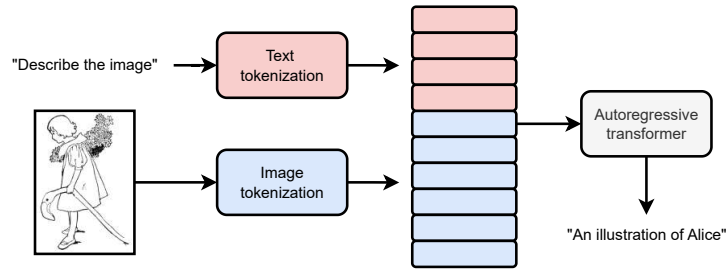 "Describe the image"
Text
tokenization
Image
tokenization
Autoregressive
transformer
"An illustration of Alice"